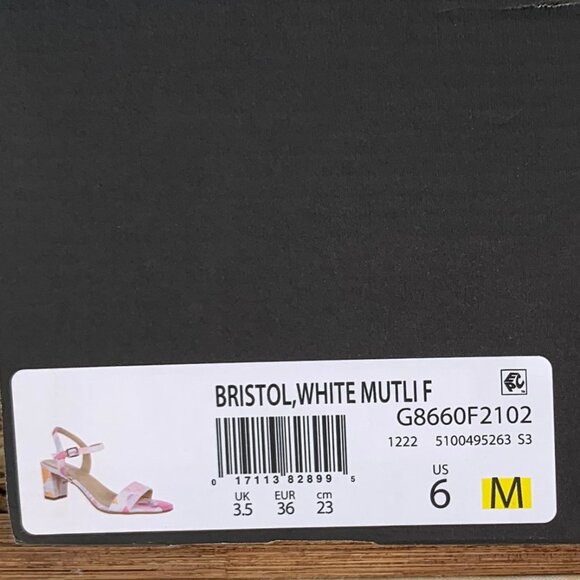 BRISTOL,WHITE MUTLI F
G8660F2102
1222 5100495263 S3
0 17113 82899 5
UK EUR cm
3.5 36 23
US
6 M